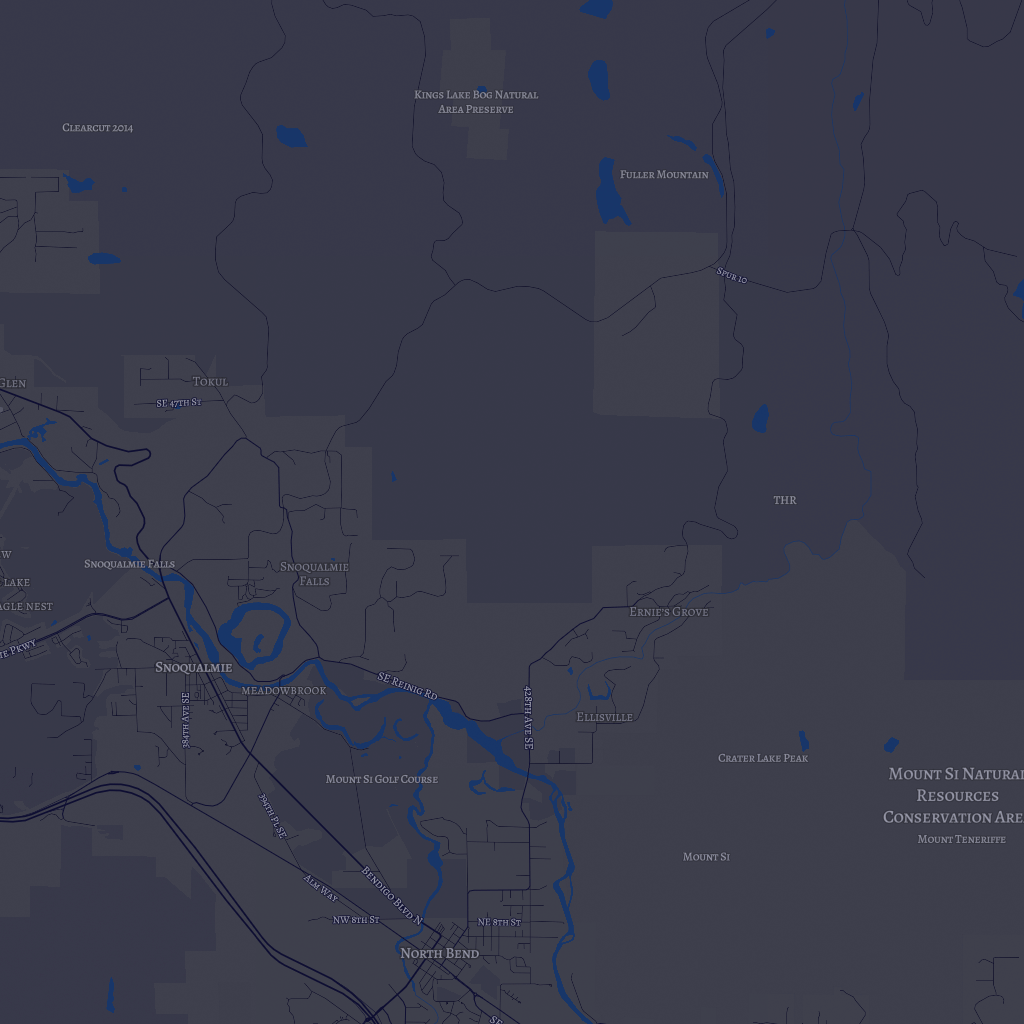 Kings Lake Bog Natural
Area Preserve
Clearcut 2014
Fuller Mountain
Spur 10
Glen
Tokul
SE 47th St
THR
W
Lake
Snoqualmie Falls
Snoqualmie
Falls
Agle Nest
Ernie's Grove
ie Pkwy
Snoqualmie
Meadowbrook
SE Reinig Rd
428th Ave SE
Ellisville
384th Ave SE
Crater Lake Peak
Mount Si Golf Course
Mount Si Natural
Resources
Conservation Are
Mount Teneriffe
394th Pl SE
Mount Si
Alm Way
Bendigo Blvd N
NW 8th St
NE 8th St
North Bend
SE